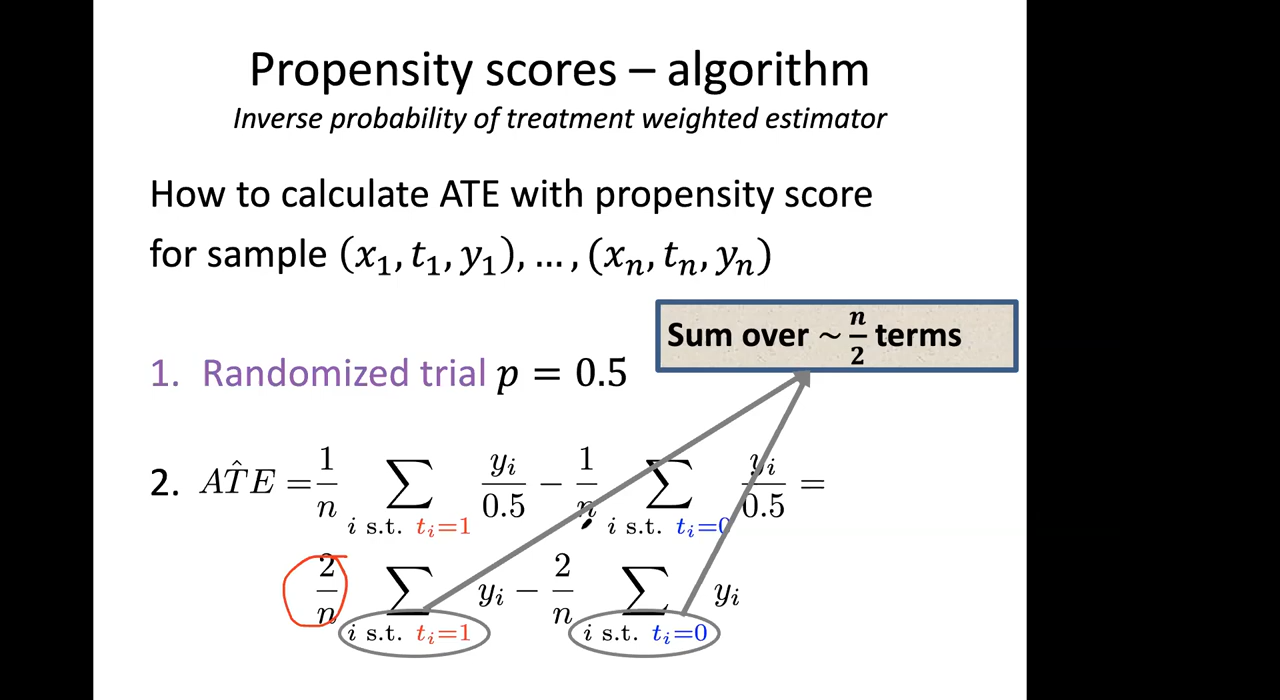 Propensity scores – algorithm
Inverse probability of treatment weighted estimator
How to calculate ATE with propensity score
for sample (x₁, t₁, y₁), … , (xₙ, tₙ, yₙ)
Sum over ~ n/2 terms
1. Randomized trial p = 0.5
2. AT̂E = 1/n ∑ i s.t. tᵢ=1 yᵢ/0.5 − 1/n ∑ i s.t. tᵢ=0 yᵢ/0.5 =
2/n ∑ i s.t. tᵢ=1 yᵢ − 2/n ∑ i s.t. tᵢ=0 yᵢ